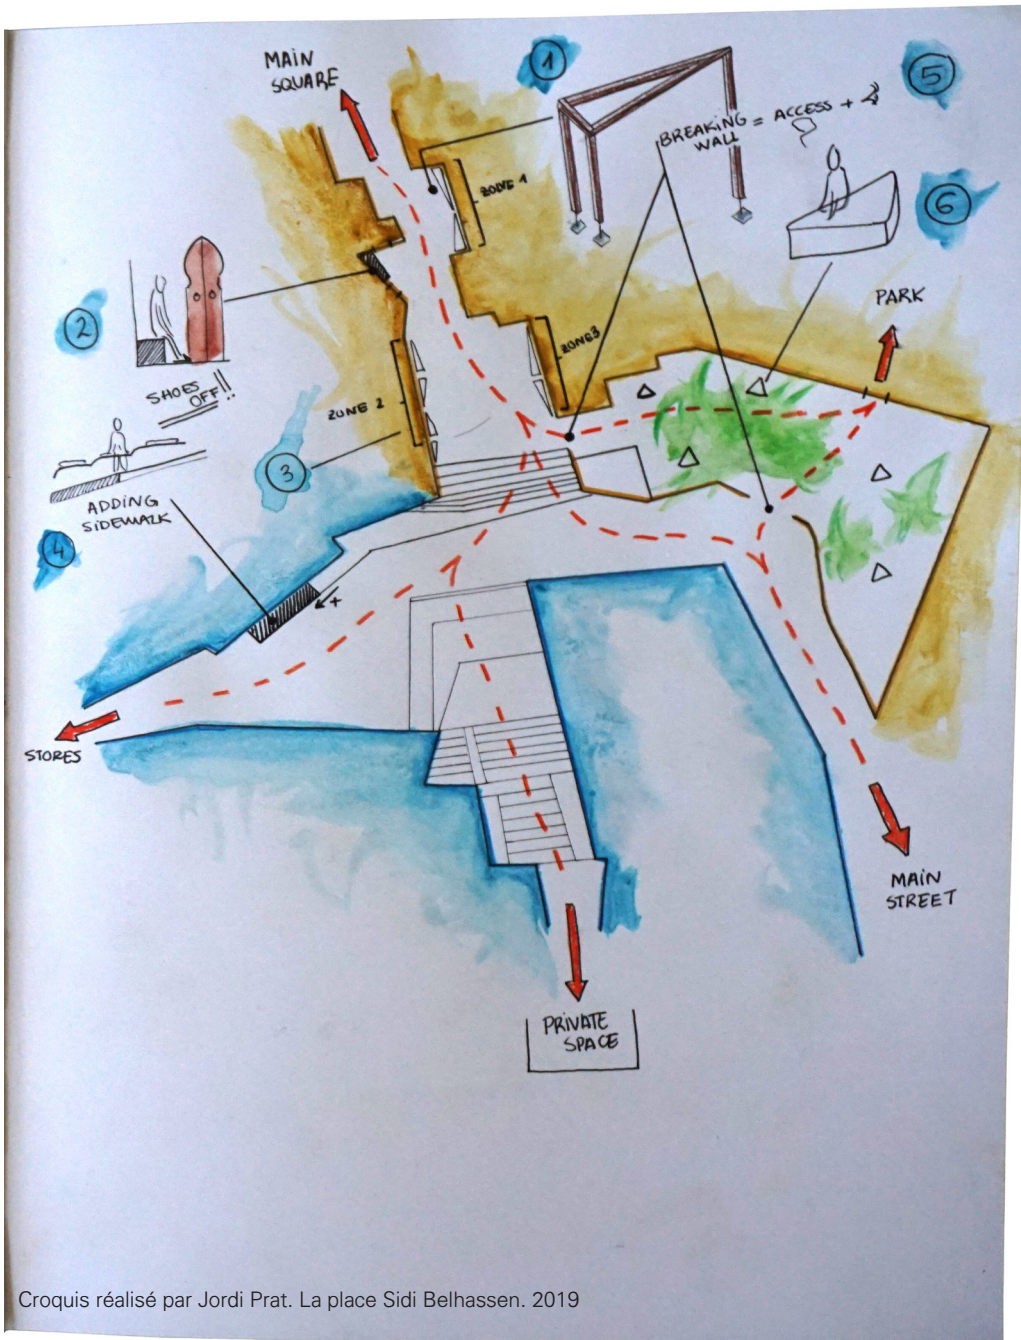 MAIN
SQUARE
1
5
BREAKING = ACCESS +
WALL
ZONE 1
6
PARK
2
ZONE 3
SHOES
OFF!!
ZONE 2
3
ADDING
SIDEWALK
4
+
STORES
MAIN
STREET
PRIVATE
SPACE
Croquis réalisé par Jordi Prat. La place Sidi Belhassen. 2019